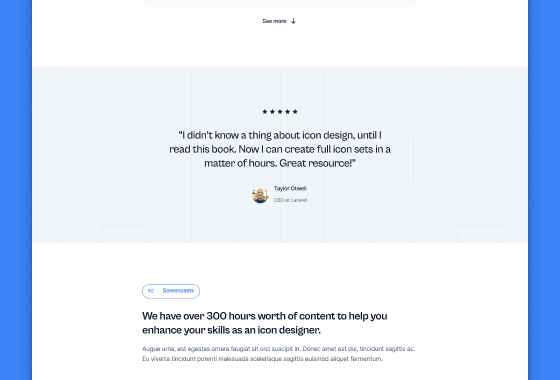 See more
"I didn't know a thing about icon design, until I
read this book. Now I can create full icon sets in a
matter of hours. Great resource!"
Taylor Otwell
CEO at Laravel
02 Screencasts
We have over 300 hours worth of content to help you
enhance your skills as an icon designer.
Augue urna, est egestas ornare feugiat sit orci suscipit in. Donec amet est dui, tincidunt sagittis ac.
Eu viverra tincidunt potenti malesuada scelerisque sagittis euismod aliquet fermentum.